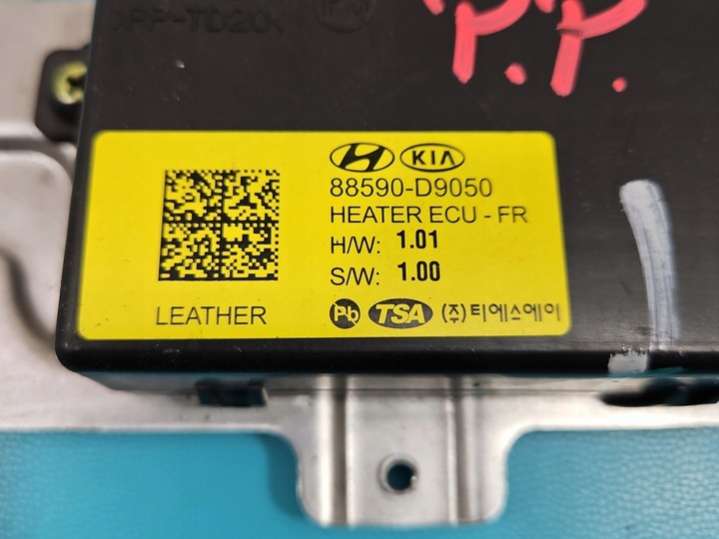 P.P.
KIA
88590-D9050
HEATER ECU - FR
H/W: 1.01
S/W: 1.00
LEATHER
Pb TSA (주)티에스에이